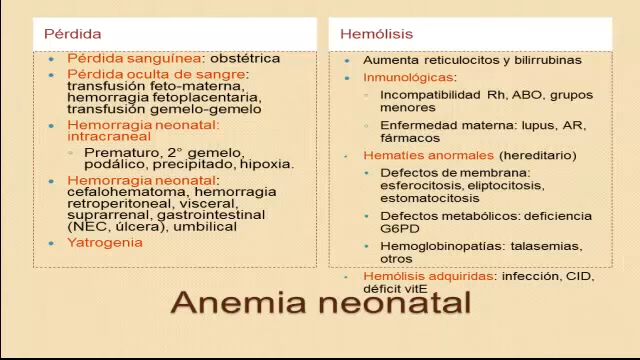 Pérdida
Pérdida sanguínea: obstétrica
Pérdida oculta de sangre:
transfusión feto-materna,
hemorragia fetoplacentaria,
transfusión gemelo-gemelo
Hemorragia neonatal:
intracraneal
Prematuro, 2° gemelo,
podálico, precipitado, hipoxia.
Hemorragia neonatal:
cefalohematoma, hemorragia
retroperitoneal, visceral,
suprarrenal, gastrointestinal
(NEC, úlcera), umbilical
Yatrogenia
Hemólisis
Aumenta reticulocitos y bilirrubinas
Inmunológicas:
Incompatibilidad Rh, ABO, grupos
menores
Enfermedad materna: lupus, AR,
fármacos
Hematíes anormales (hereditario)
Defectos de membrana:
esferocitosis, eliptocitosis,
estomatocitosis
Defectos metabólicos: deficiencia
G6PD
Hemoglobinopatías: talasemias,
otros
Hemólisis adquiridas: infección, CID,
déficit vitE
Anemia neonatal